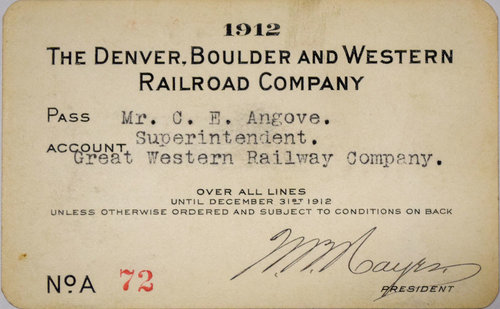 1912
THE DENVER, BOULDER AND WESTERN
RAILROAD COMPANY
PASS Mr. C. E. Angove.
ACCOUNT Superintendent.
Great Western Railway Company.
OVER ALL LINES
UNTIL DECEMBER 31ST 1912
UNLESS OTHERWISE ORDERED AND SUBJECT TO CONDITIONS ON BACK
No. A 72
PRESIDENT